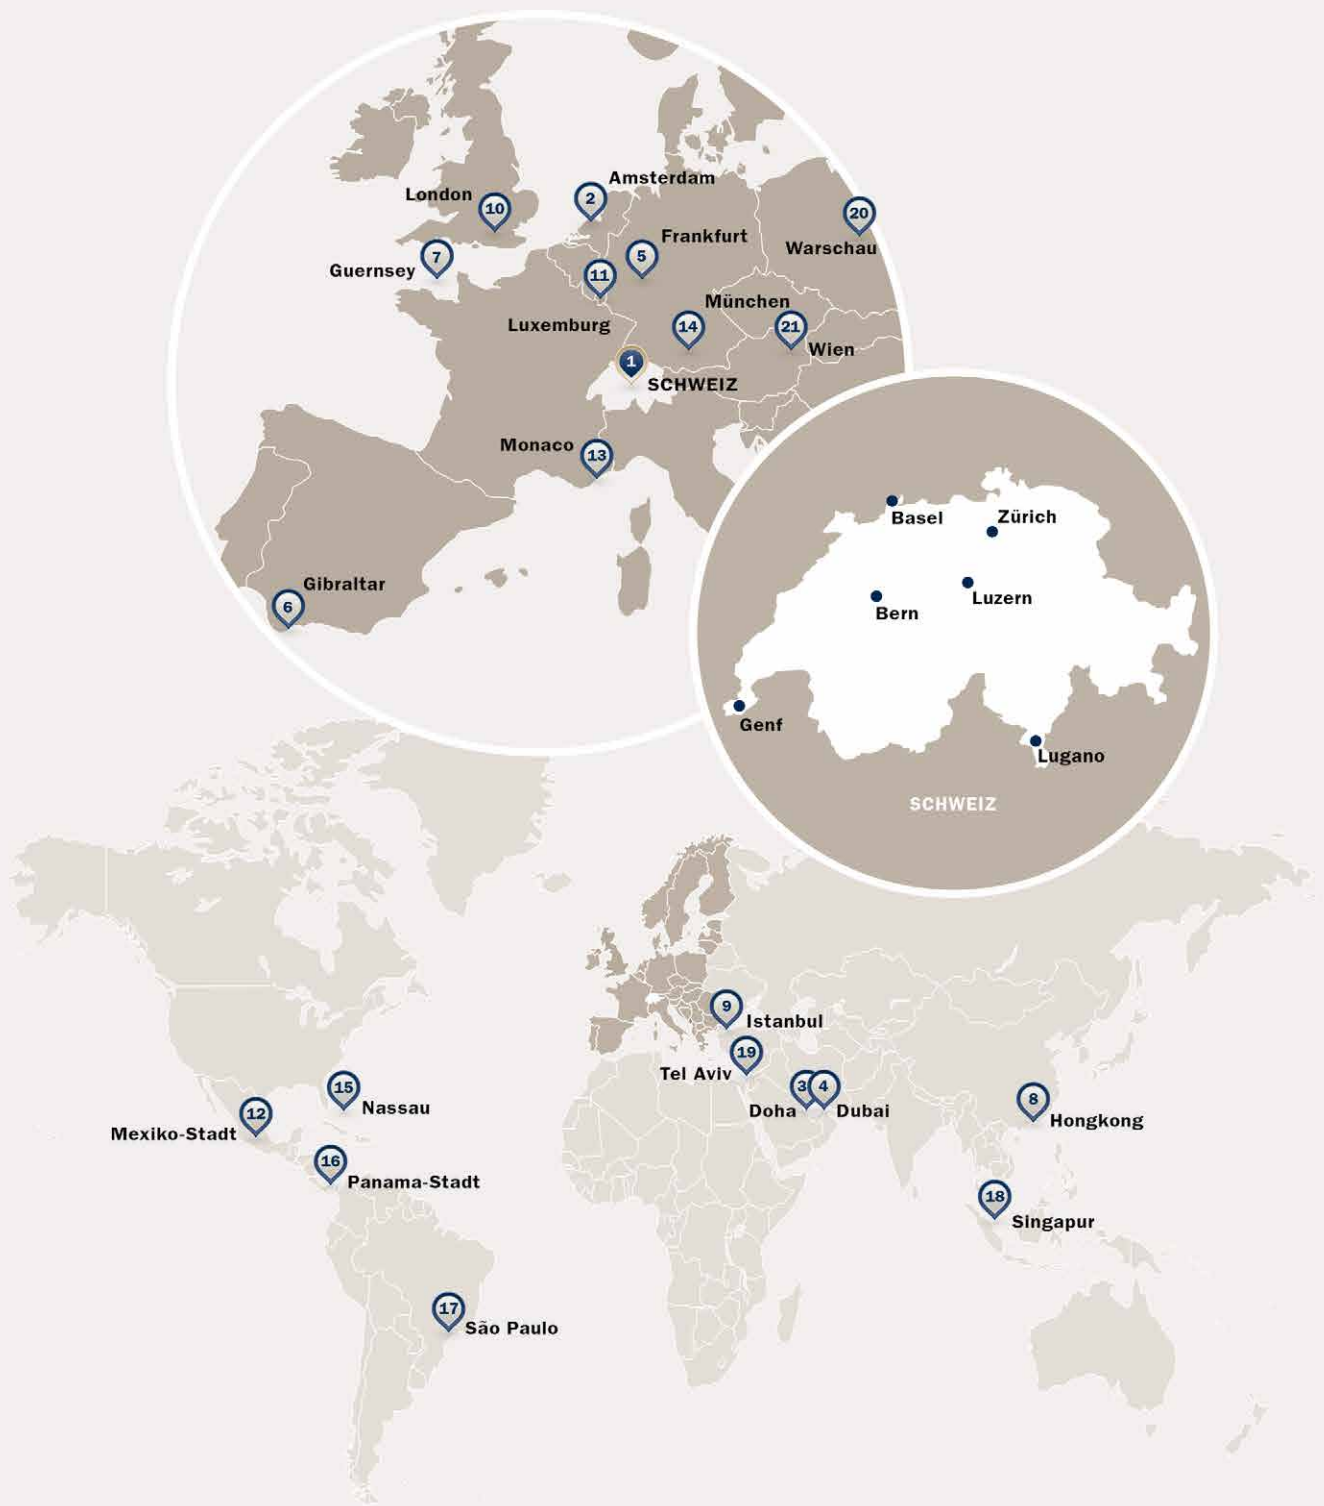 Amsterdam
2
London
10
20
Warschau
Frankfurt
5
7
Guernsey
11
München
14
21
Luxemburg
Wien
1
SCHWEIZ
Monaco
13
Gibraltar
6
Basel
Zürich
Luzern
Bern
Genf
Lugano
SCHWEIZ
9
Istanbul
19
Tel Aviv
3
4
Doha
Dubai
15
Nassau
8
Hongkong
12
Mexiko-Stadt
16
Panama-Stadt
18
Singapur
17
São Paulo